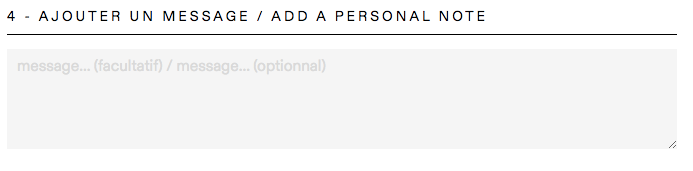 4 - AJOUTER UN MESSAGE / ADD A PERSONAL NOTE
message... (facultatif) / message... (optionnal)